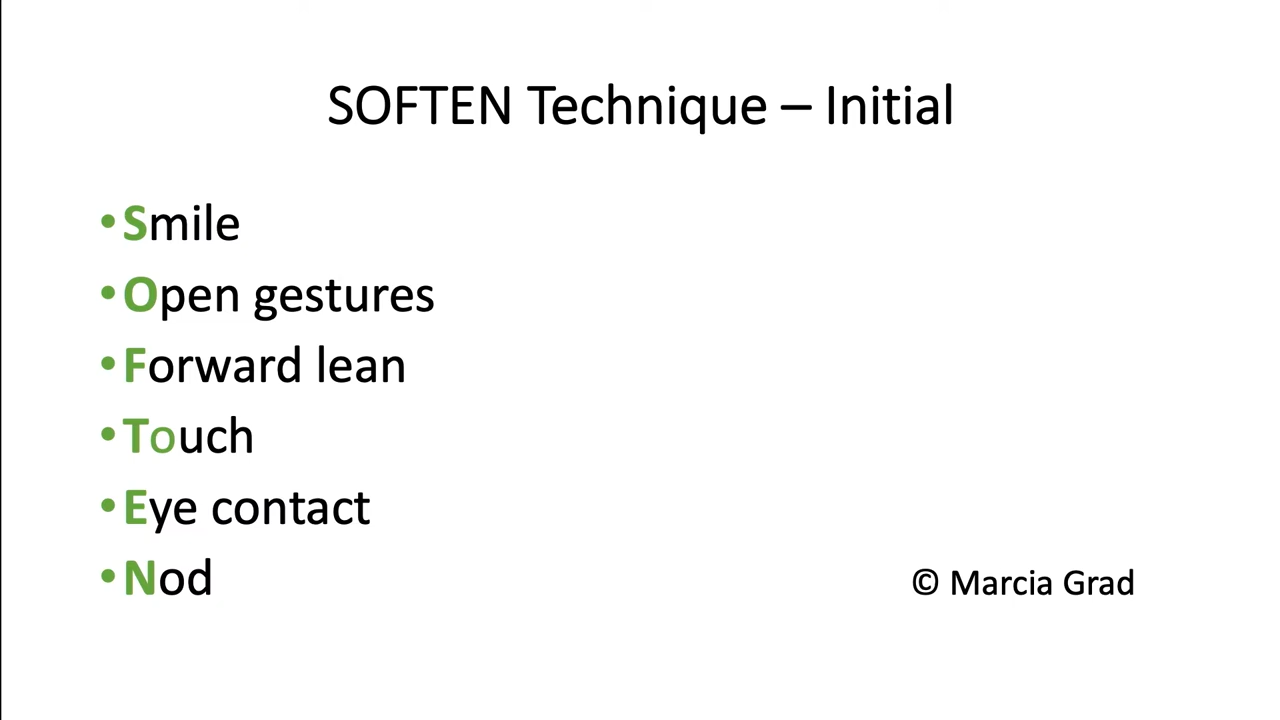 SOFTEN Technique – Initial
• Smile
• Open gestures
• Forward lean
• Touch
• Eye contact
• Nod
© Marcia Grad